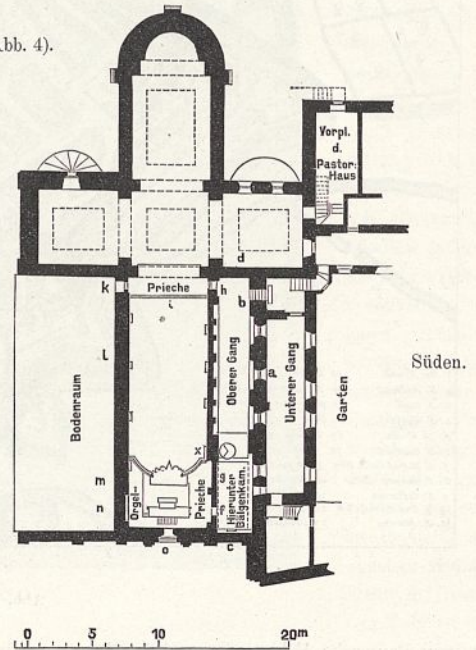 Abb. 4).
Vorpl.
d.
Pastor.
Haus
d
k
Prieche
h
b
i
l
Bodenraum
Oberer Gang
a
Unterer Gang
Garten
Süden.
x
m
n
Orgel-
Prieche
g
f
Hierunter
Bälgenkam.
o
c
0 5 10 20m